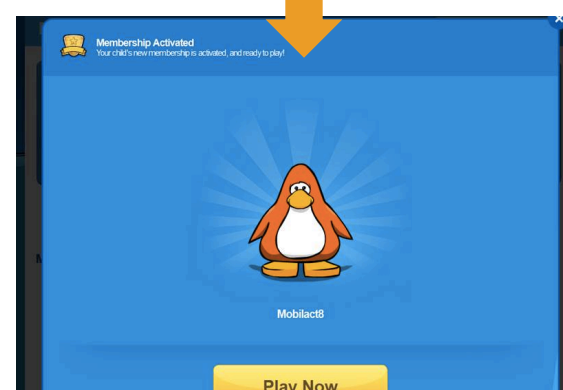 Membership Activated
Your child's new membership is activated, and ready to play!
Mobilact8
Play Now